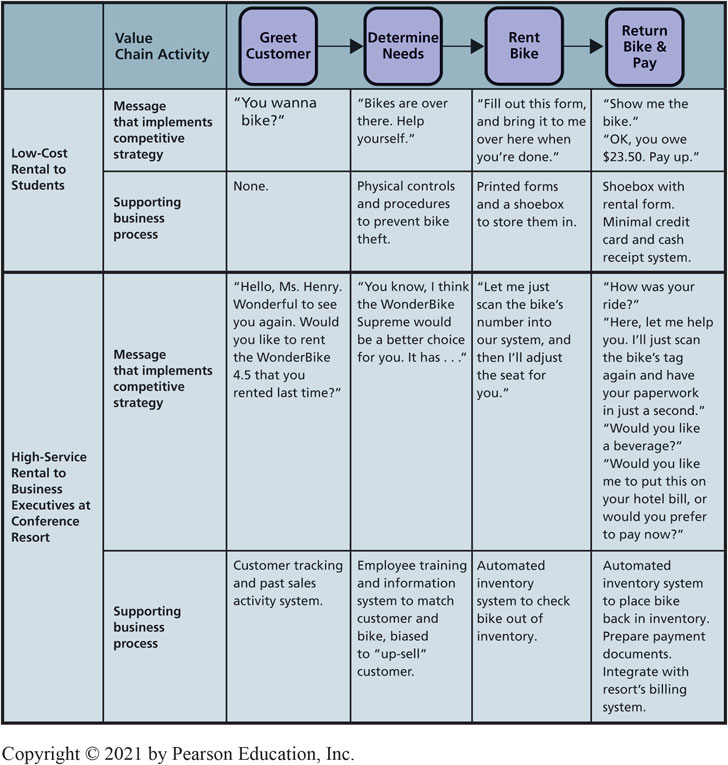 Value
Chain Activity
Greet
Customer
Determine
Needs
Rent
Bike
Return
Bike &
Pay
Low-Cost
Rental to
Students
Message
that implements
competitive
strategy
“You wanna
bike?”
“Bikes are over
there. Help
yourself.”
“Fill out this form,
and bring it to me
over here when
you’re done.”
“Show me the
bike.”
“OK, you owe
$23.50. Pay up.”
Supporting
business
process
None.
Physical controls
and procedures
to prevent bike
theft.
Printed forms
and a shoebox
to store them in.
Shoebox with
rental form.
Minimal credit
card and cash
receipt system.
High-Service
Rental to
Business
Executives at
Conference
Resort
Message
that implements
competitive
strategy
“Hello, Ms. Henry.
Wonderful to see
you again. Would
you like to rent
the WonderBike
4.5 that you
rented last time?”
“You know, I think
the WonderBike
Supreme would
be a better choice
for you. It has . . .”
“Let me just
scan the bike’s
number into
our system, and
then I’ll adjust
the seat for
you.”
“How was your
ride?”
“Here, let me help
you. I’ll just scan
the bike’s tag
again and have
your paperwork
in just a second.”
“Would you like
a beverage?”
“Would you like
me to put this on
your hotel bill, or
would you prefer
to pay now?”
Supporting
business
process
Customer tracking
and past sales
activity system.
Employee training
and information
system to match
customer and
bike, biased
to “up-sell”
customer.
Automated
inventory
system to check
bike out of
inventory.
Automated
inventory system
to place bike
back in inventory.
Prepare payment
documents.
Integrate with
resort’s billing
system.
Copyright © 2021 by Pearson Education, Inc.